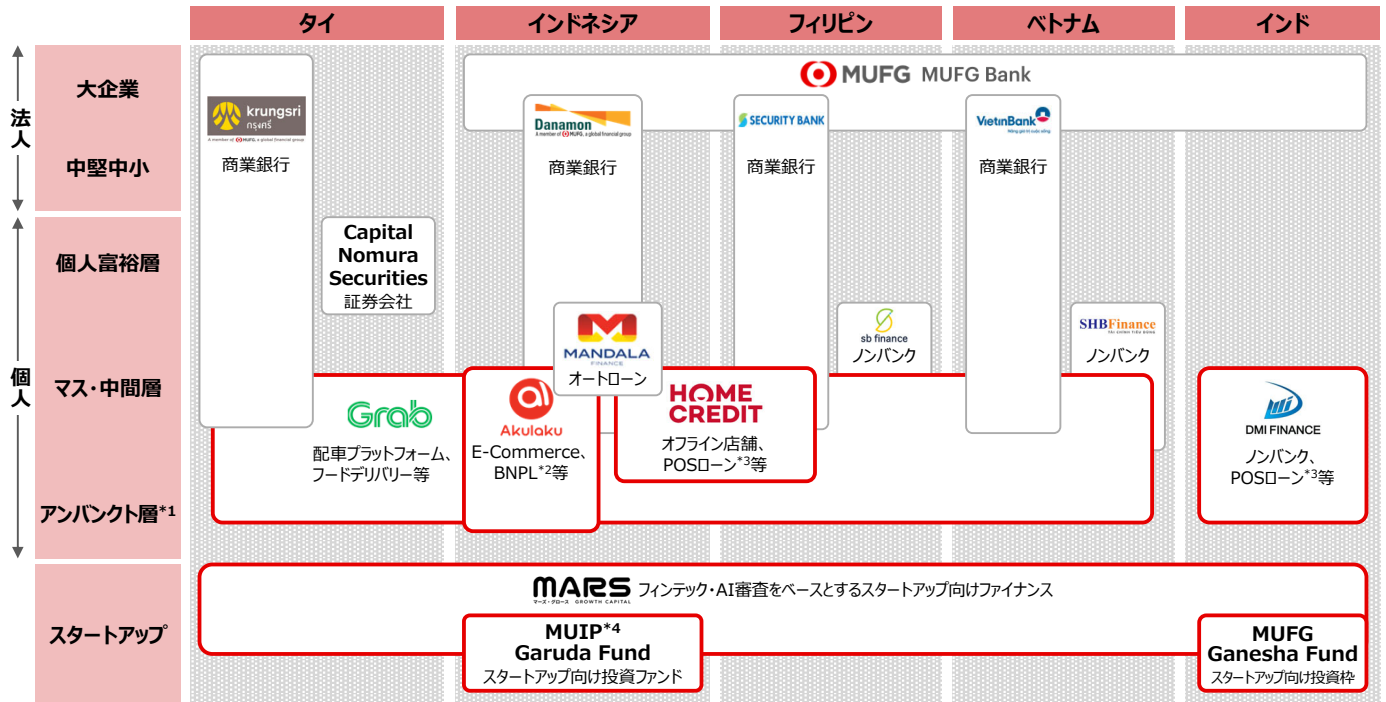 タイ
インドネシア
フィリピン
ベトナム
インド
法人
大企業
中堅中小
個人
個人富裕層
マス・中間層
アンバンクト層*1
スタートアップ
MUFG MUFG Bank
krungsri
กรุงศรี
A member of MUFG, a global financial group
商業銀行
Danamon
A member of MUFG, a global financial group
商業銀行
SECURITY BANK
商業銀行
VietinBank
Nâng giá trị cuộc sống
商業銀行
Capital
Nomura
Securities
証券会社
MANDALA
FINANCE
オートローン
sb finance
ノンバンク
SHBFinance
ノンバンク
Grab
配車プラットフォーム、
フードデリバリー等
Akulaku
E-Commerce、
BNPL*2等
HOME
CREDIT
オフライン店舗、
POSローン*3等
DMI FINANCE
ノンバンク、
POSローン*3等
MARS フィンテック・AI審査をベースとするスタートアップ向けファイナンス
マーズ・グロース GROWTH CAPITAL
MUIP*4
Garuda Fund
スタートアップ向け投資ファンド
MUFG
Ganesha Fund
スタートアップ向け投資枠